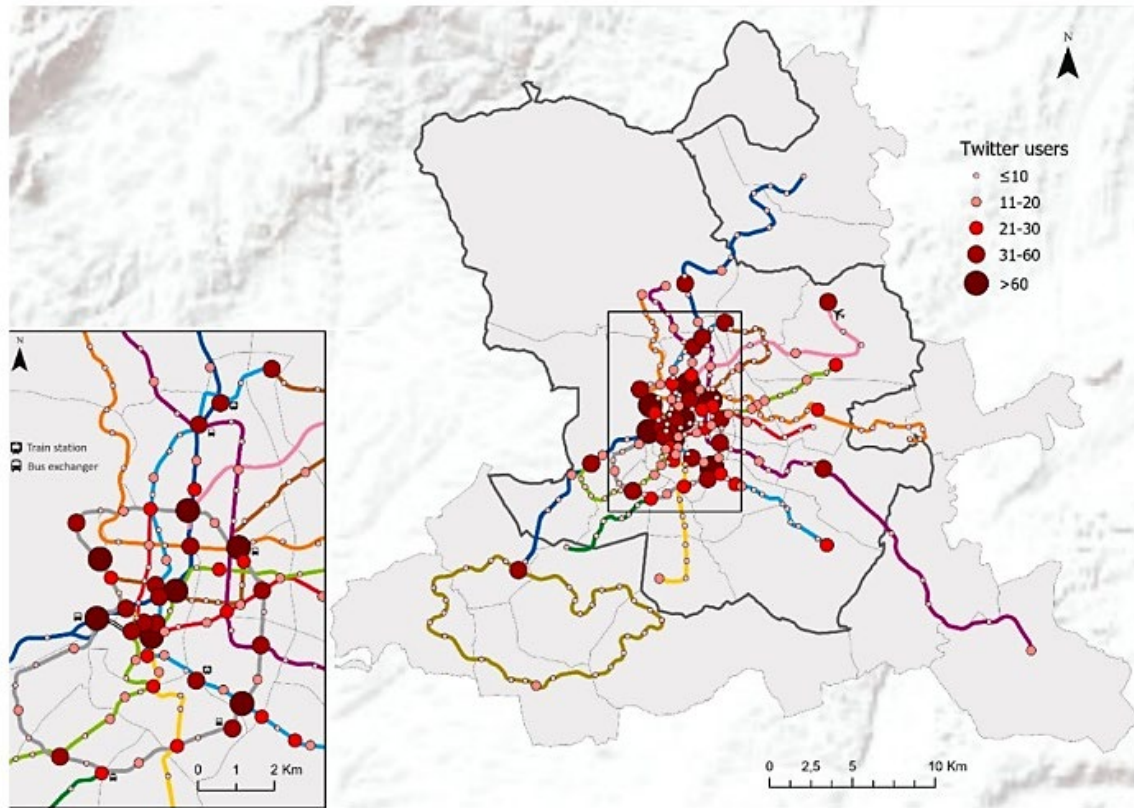 N
Twitter users
≤10
11-20
21-30
31-60
>60
N
Train station
Bus exchanger
0 1 2 Km
0 2,5 5 10 Km